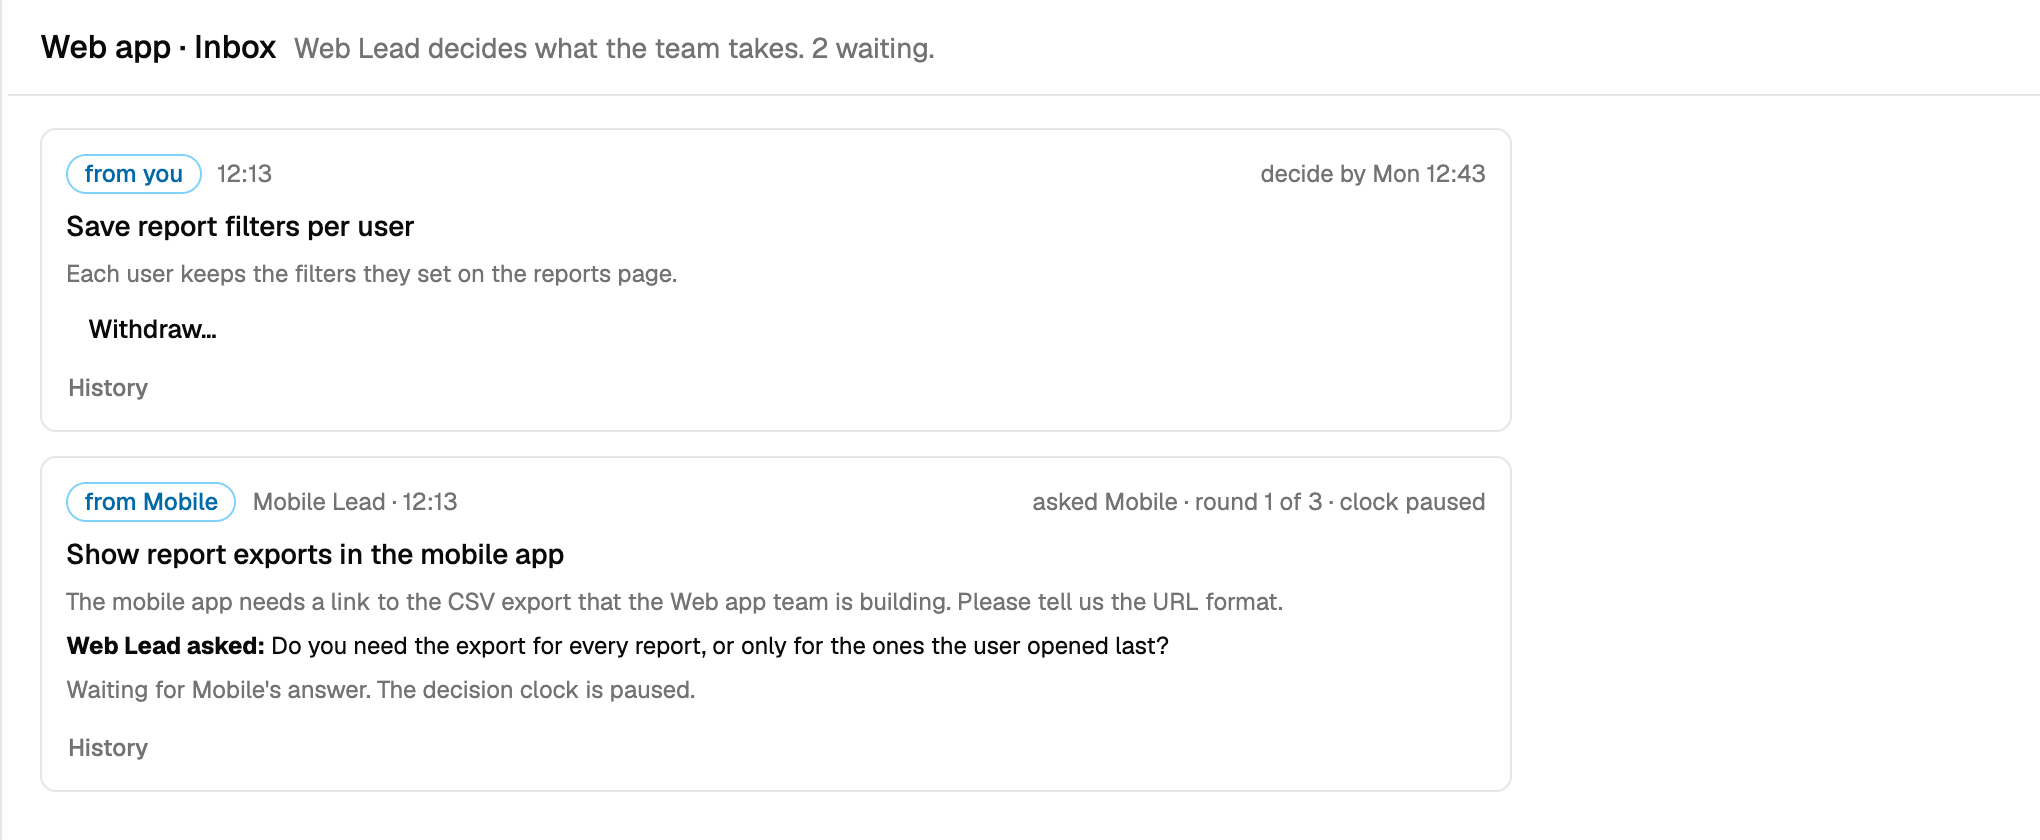 Web app · Inbox Web Lead decides what the team takes. 2 waiting.
from you 12:13 decide by Mon 12:43
Save report filters per user
Each user keeps the filters they set on the reports page.
Withdraw...
History
from Mobile Mobile Lead · 12:13 asked Mobile · round 1 of 3 · clock paused
Show report exports in the mobile app
The mobile app needs a link to the CSV export that the Web app team is building. Please tell us the URL format.
Web Lead asked: Do you need the export for every report, or only for the ones the user opened last?
Waiting for Mobile's answer. The decision clock is paused.
History